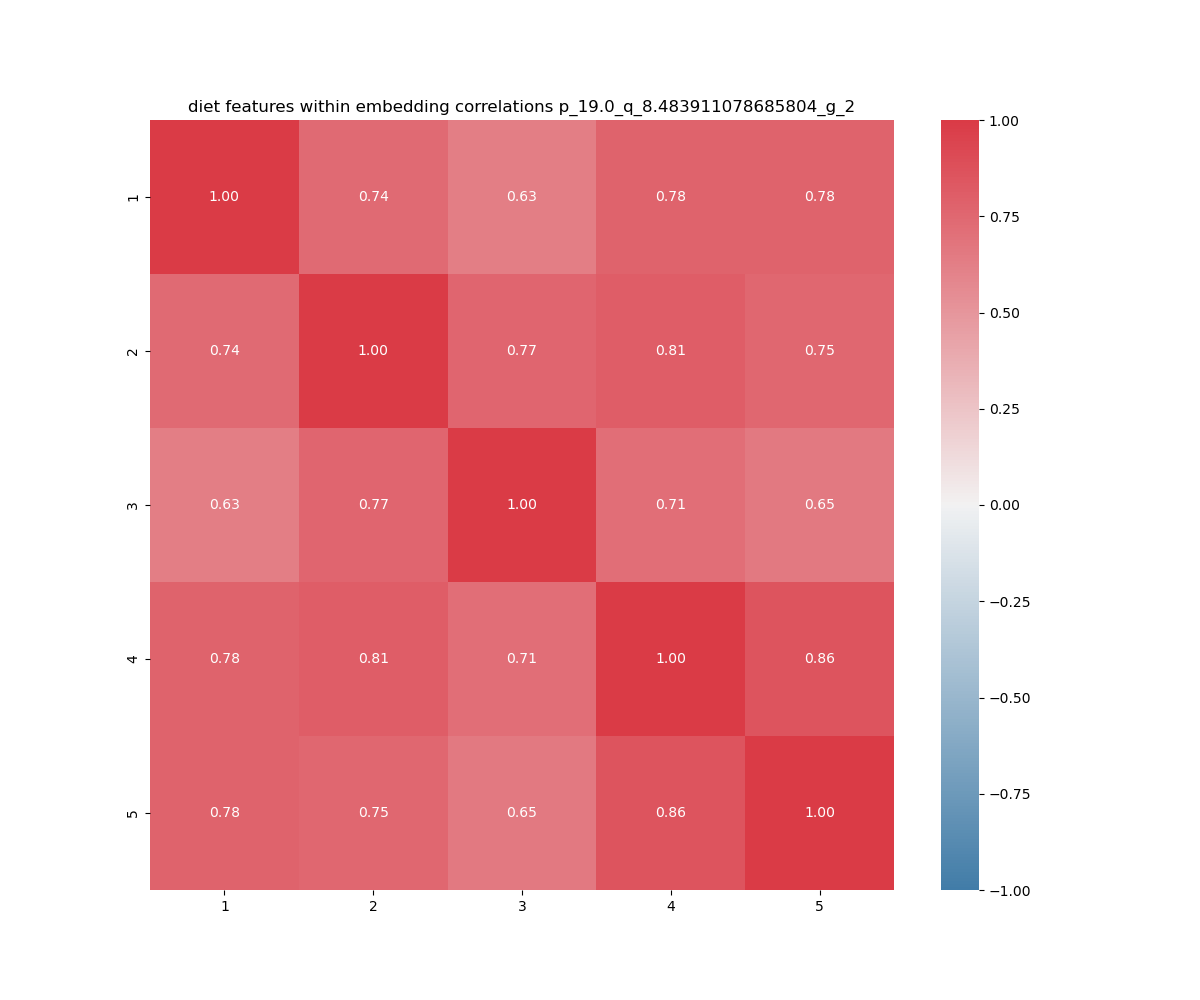 diet features within embedding correlations p_19.0_q_8.483911078685804_g_2
1 1.00 0.74 0.63 0.78 0.78
2 0.74 1.00 0.77 0.81 0.75
3 0.63 0.77 1.00 0.71 0.65
4 0.78 0.81 0.71 1.00 0.86
5 0.78 0.75 0.65 0.86 1.00
1 2 3 4 5
1.00
0.75
0.50
0.25
0.00
−0.25
−0.50
−0.75
−1.00